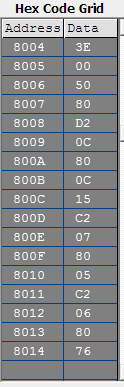 Hex Code Grid
Address Data
8004 3E
8005 00
8006 50
8007 80
8008 D2
8009 0C
800A 80
800B 0C
800C 15
800D C2
800E 07
800F 80
8010 05
8011 C2
8012 06
8013 80
8014 76